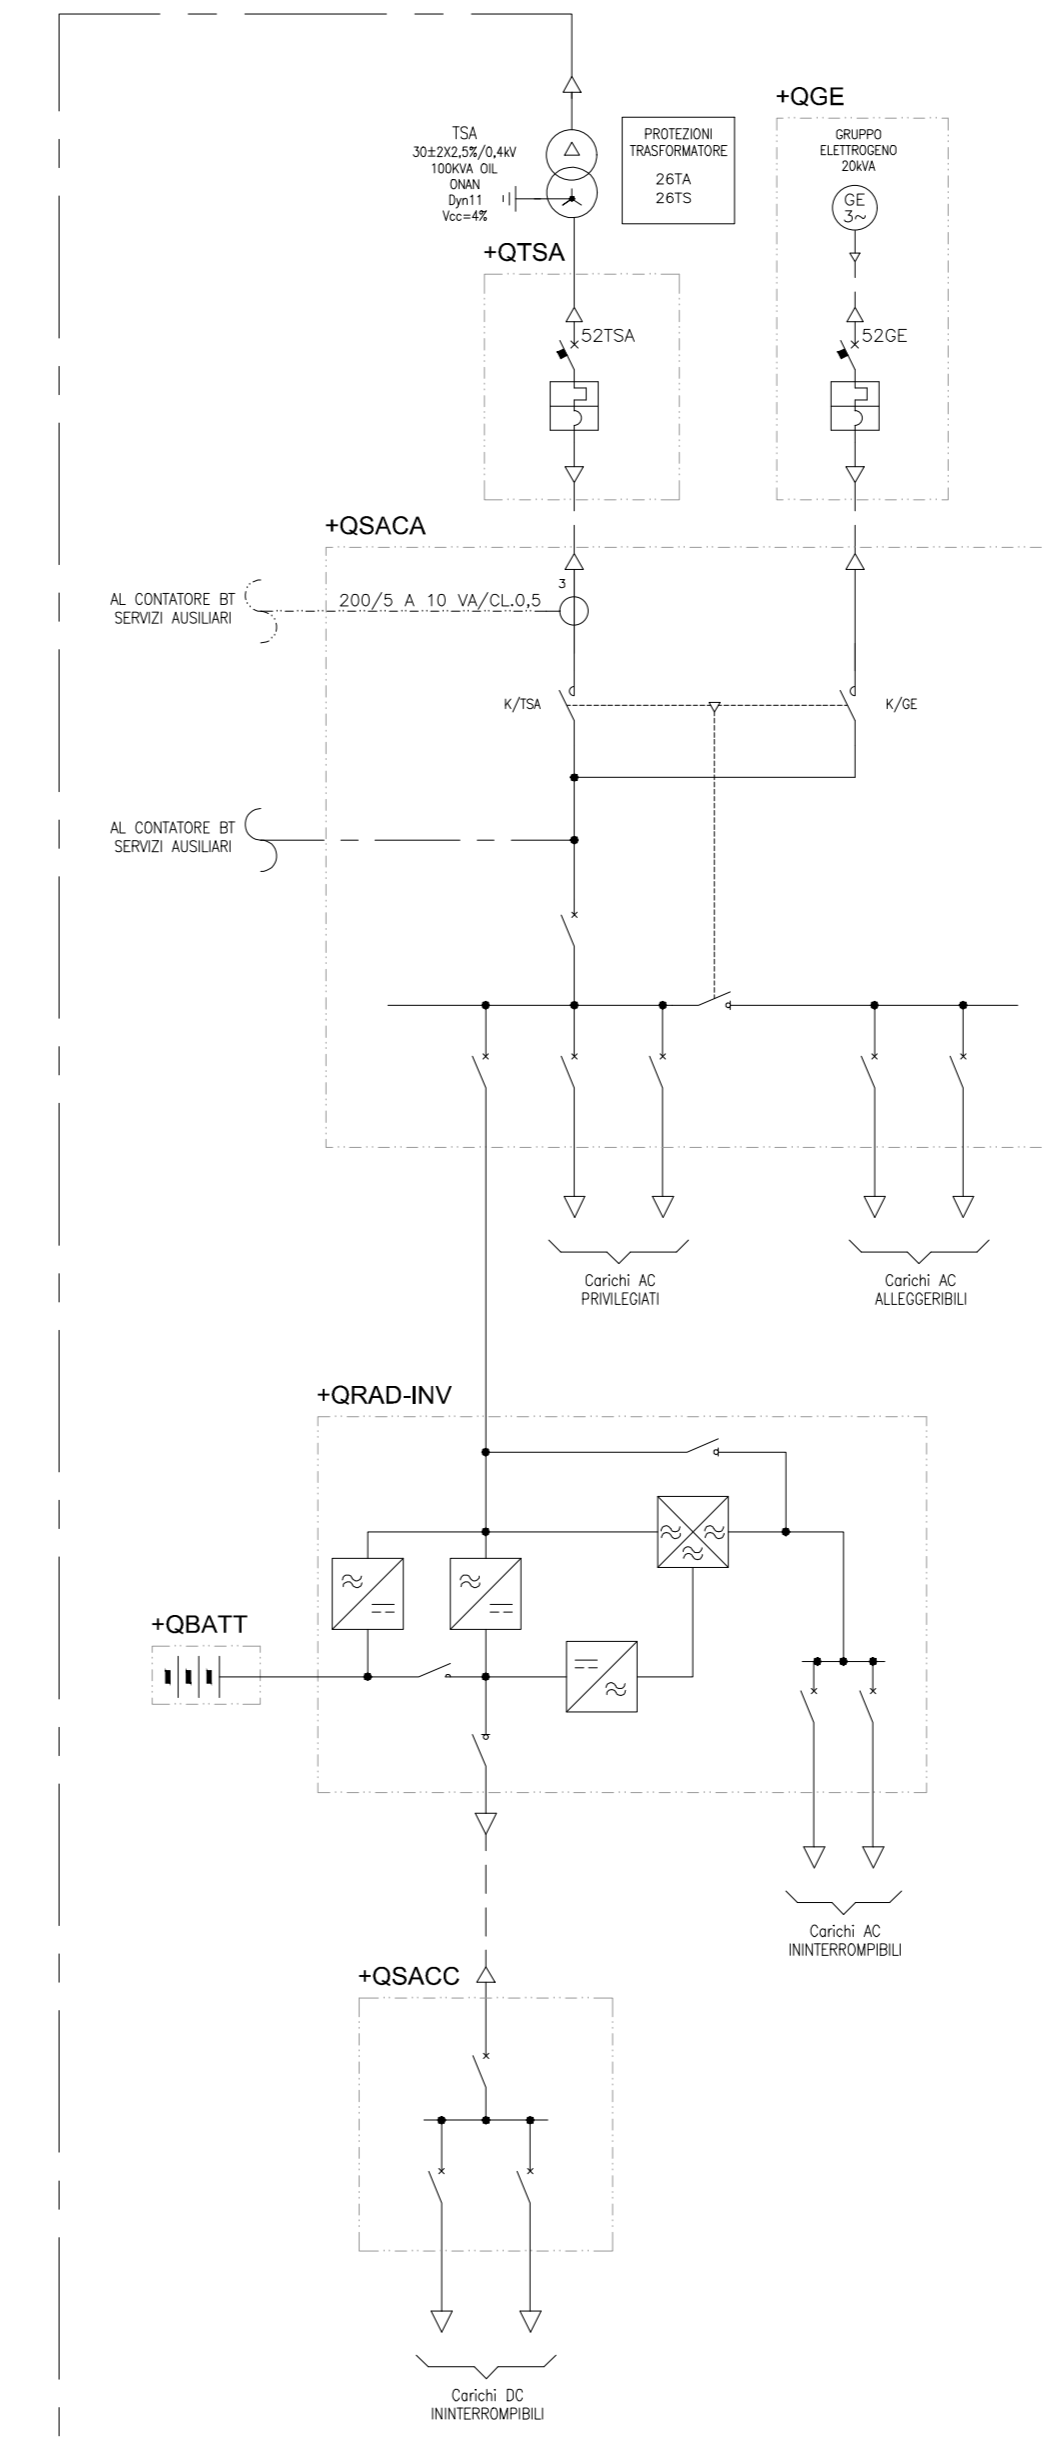 +QGE
TSA
30±2X2,5%/0,4kV
100KVA OIL
ONAN
Dyn11
Vcc=4%
PROTEZIONI
TRASFORMATORE
26TA
26TS
GRUPPO
ELETTROGENO
20kVA
GE
3~
+QTSA
52TSA
52GE
+QSACA
3
AL CONTATORE BT
SERVIZI AUSILIARI
200/5 A 10 VA/CL.0,5
K/TSA
K/GE
AL CONTATORE BT
SERVIZI AUSILIARI
Carichi AC
PRIVILEGIATI
Carichi AC
ALLEGGERIBILI
+QRAD-INV
+QBATT
Carichi AC
ININTERROMPIBILI
+QSACC
Carichi DC
ININTERROMPIBILI